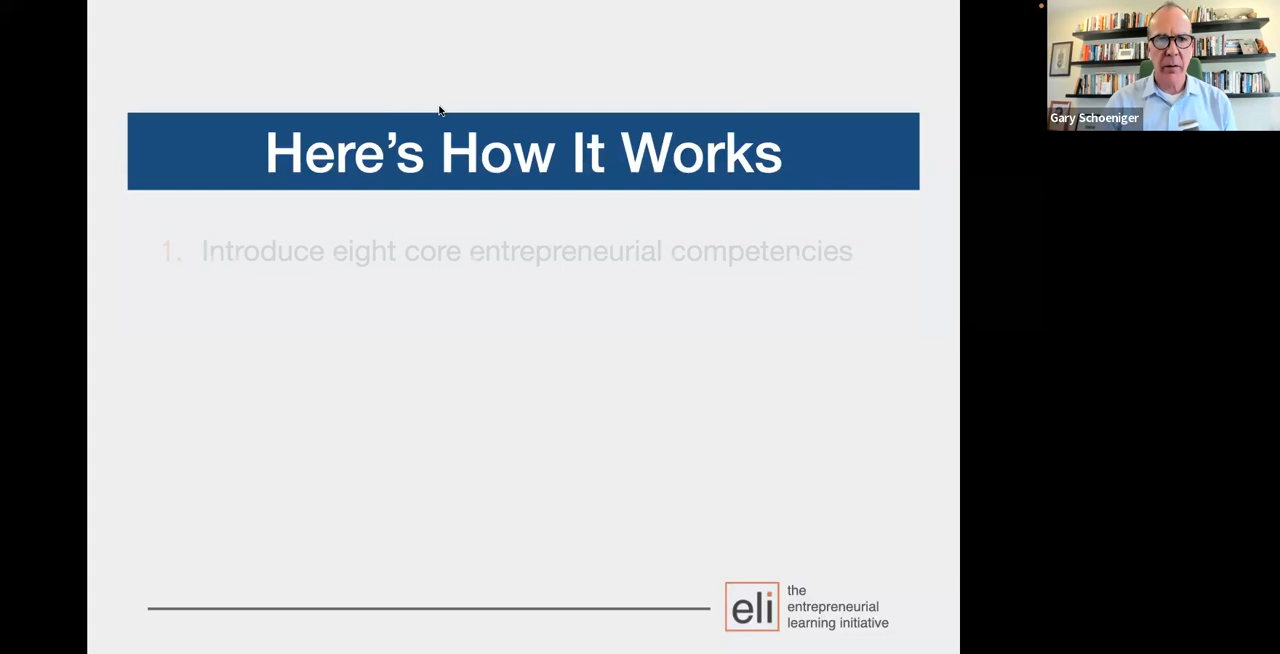 Here's How It Works
Gary Schoeniger
1. Introduce eight core entrepreneurial competencies
eli
the
entrepreneurial
learning initiative